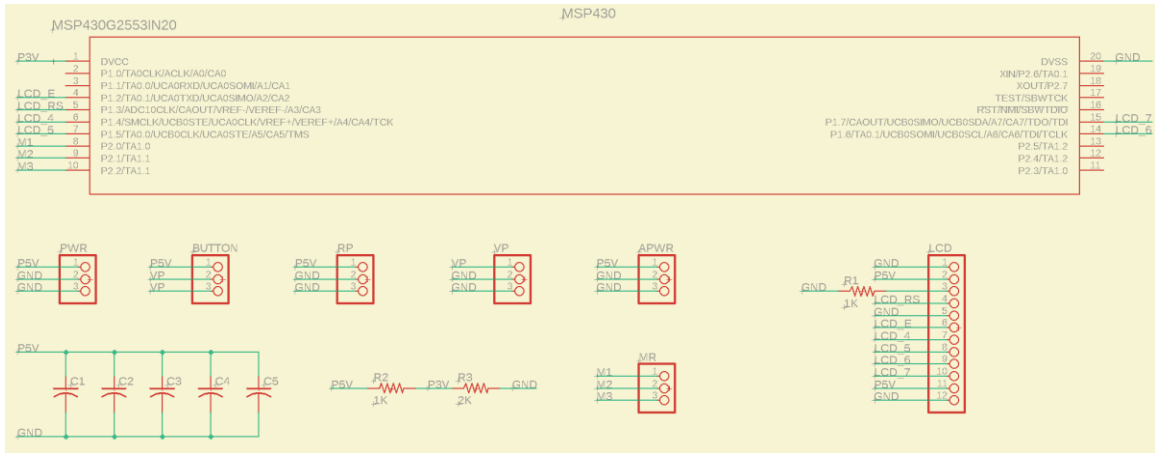 MSP430
MSP430G2553IN20
P3V 1 DVCC DVSS 20 GND
2 P1.0/TA0CLK/ACLK/A0/CA0 XIN/P2.6/TA0.1 19
3 P1.1/TA0.0/UCA0RXD/UCA0SOMI/A1/CA1 XOUT/P2.7 18
LCD_E 4 P1.2/TA0.1/UCA0TXD/UCA0SIMO/A2/CA2 TEST/SBWTCK 17
LCD_RS 5 P1.3/ADC10CLK/CAOUT/VREF-/VEREF-/A3/CA3 RST/NMI/SBWTDIO 16
LCD_4 6 P1.4/SMCLK/UCB0STE/UCA0CLK/VREF+/VEREF+/A4/CA4/TCK P1.7/CAOUT/UCB0SIMO/UCB0SDA/A7/CA7/TDO/TDI 15 LCD_7
LCD_5 7 P1.5/TA0.0/UCB0CLK/UCA0STE/A5/CA5/TMS P1.6/TA0.1/UCB0SOMI/UCB0SCL/A6/CA6/TDI/TCLK 14 LCD_6
M1 8 P2.0/TA1.0 P2.5/TA1.2 13
M2 9 P2.1/TA1.1 P2.4/TA1.2 12
M3 10 P2.2/TA1.1 P2.3/TA1.0 11
PWR
P5V 1
GND 2
GND 3
BUTTON
P5V 1
VP 2
VP 3
RP
P5V 1
GND 2
GND 3
VP
VP 1
GND 2
GND 3
APWR
P5V 1
GND 2
GND 3
LCD
GND 1
P5V 2
GND R1 1K 3
LCD_RS 4
GND 5
LCD_E 6
LCD_4 7
LCD_5 8
LCD_6 9
LCD_7 10
P5V 11
GND 12
P5V
C1 C2 C3 C4 C5
GND
P5V R2 P3V R3 GND
1K 2K
MR
M1 1
M2 2
M3 3